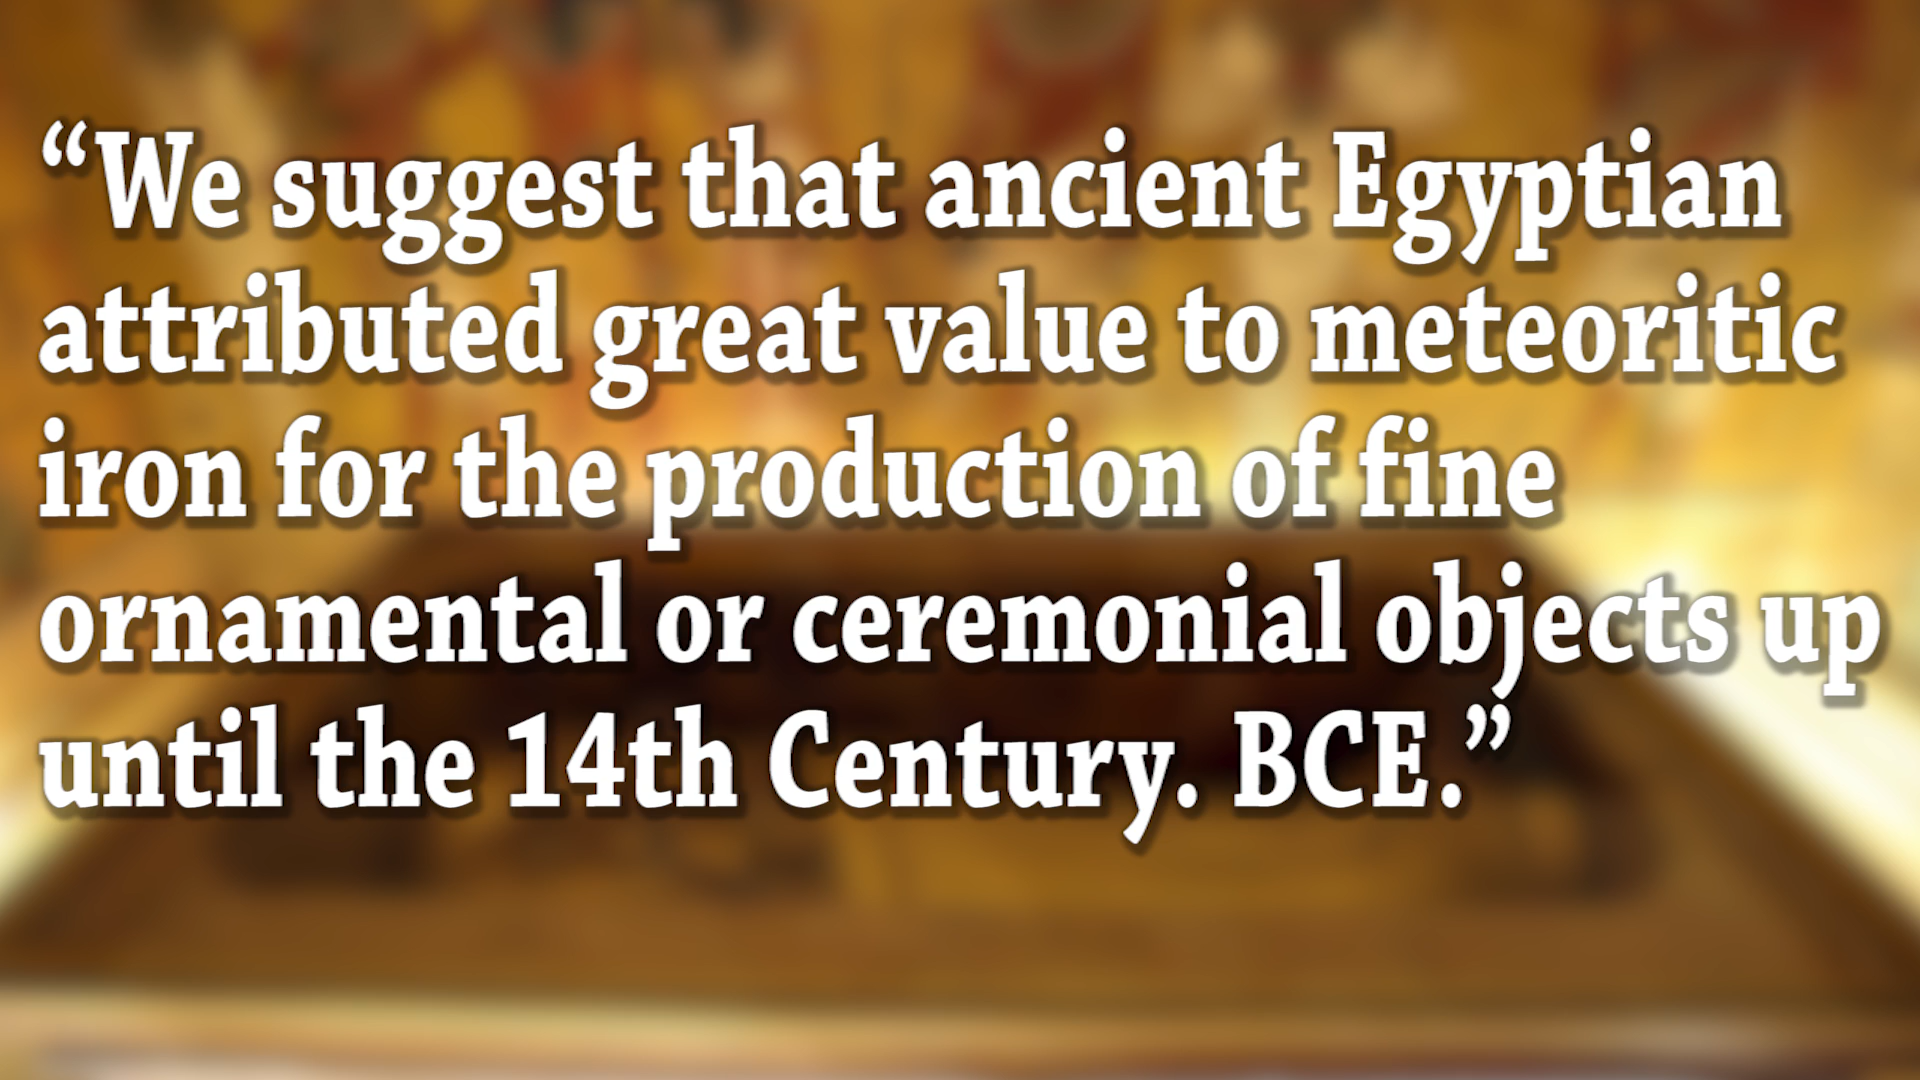 “We suggest that ancient Egyptian
attributed great value to meteoritic
iron for the production of fine
ornamental or ceremonial objects up
until the 14th Century. BCE.”